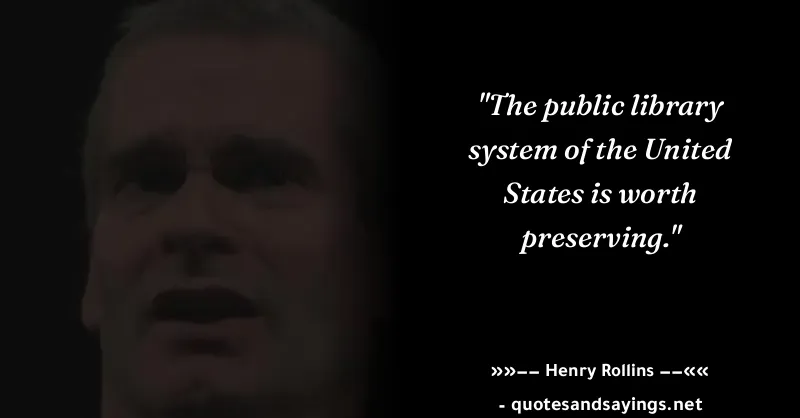 "The public library
system of the United
States is worth
preserving."
»»−− Henry Rollins −−««
- quotesandsayings.net